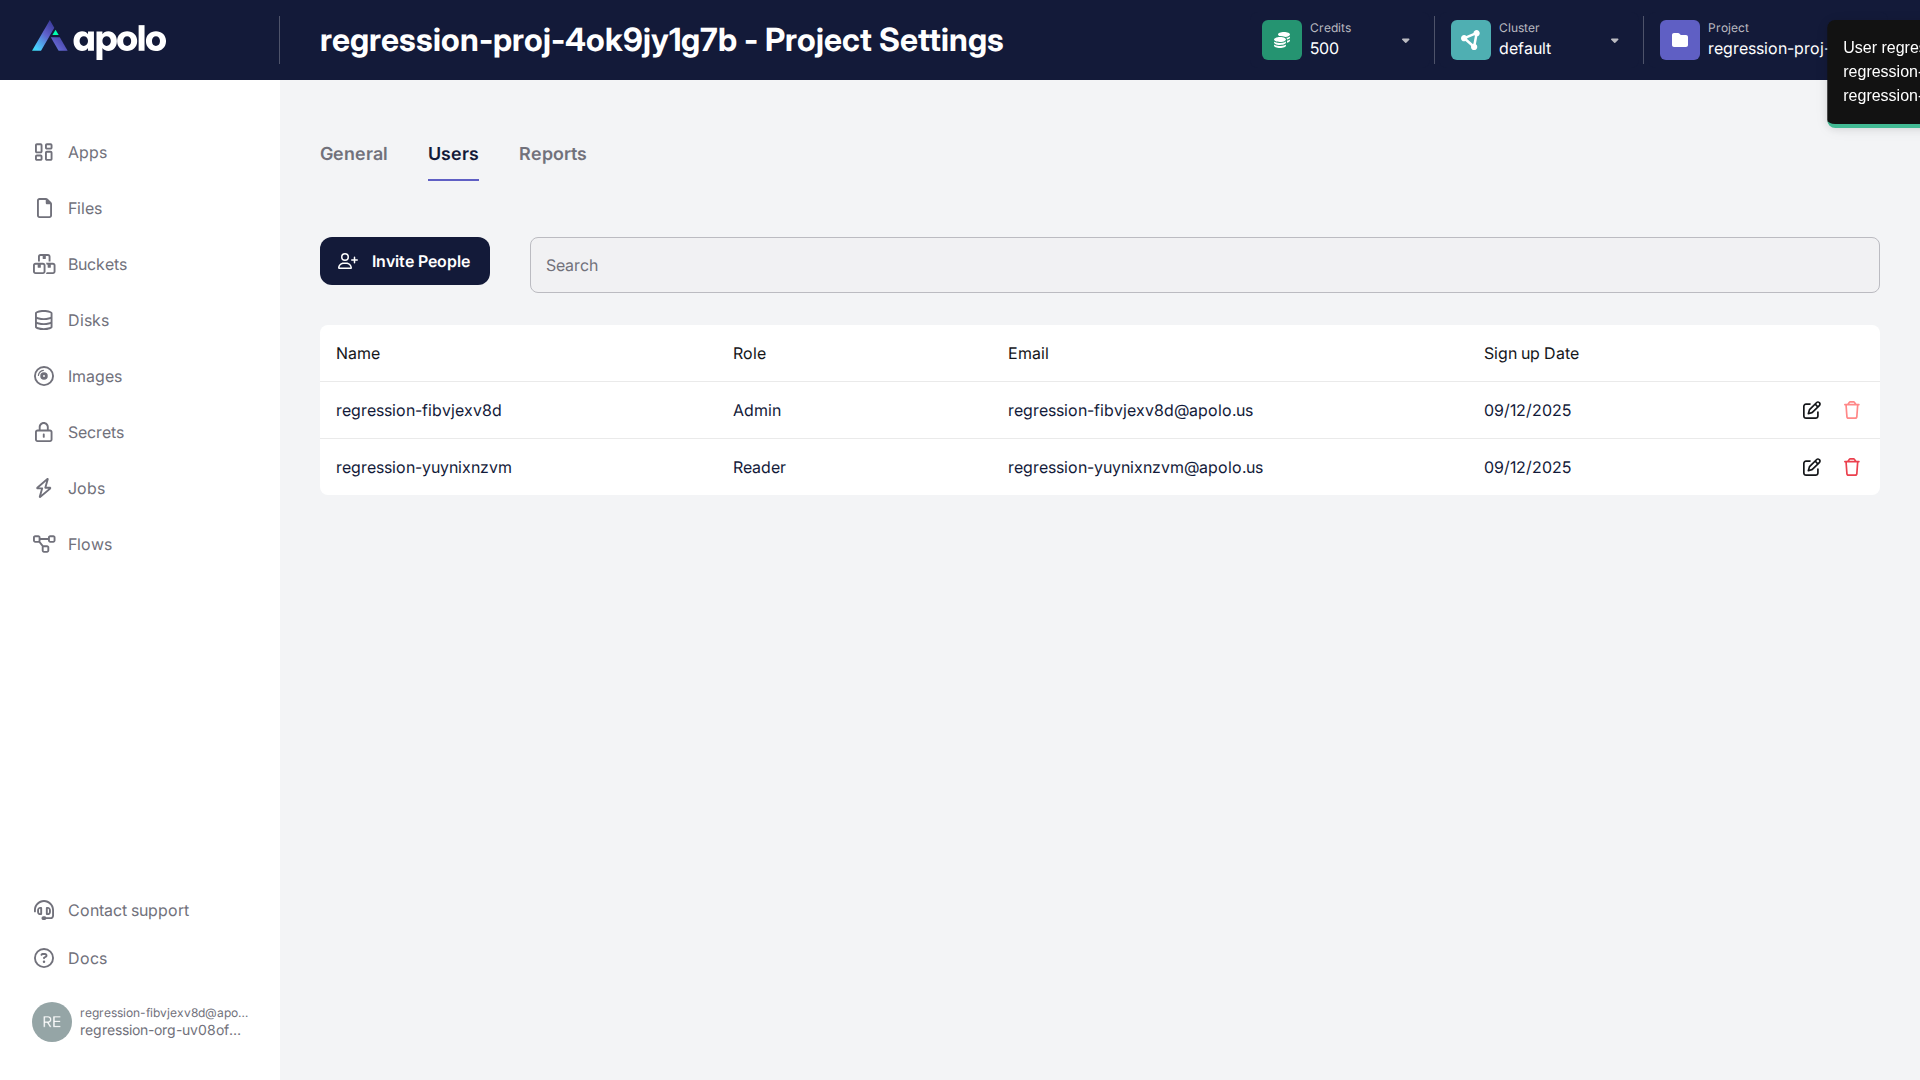 apolo
regression-proj-4ok9jy1g7b - Project Settings
Credits
500
Cluster
default
Project
regression-proj-
User regres
regression-
regression-
Apps
Files
Buckets
Disks
Images
Secrets
Jobs
Flows
General
Users
Reports
Invite People
Search
Name
Role
Email
Sign up Date
regression-fibvjexv8d
Admin
regression-fibvjexv8d@apolo.us
09/12/2025
regression-yuynixnzvm
Reader
regression-yuynixnzvm@apolo.us
09/12/2025
Contact support
Docs
RE
regression-fibvjexv8d@apo...
regression-org-uv08of...